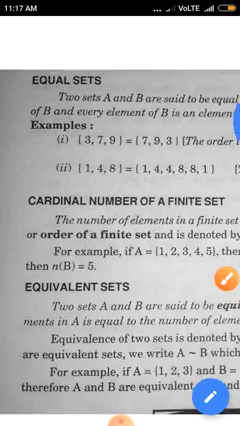 11:17 AM ... VoLTE
EQUAL SETS
Two sets A and B are said to be equal
of B and every element of B is an elemen
Examples :
(i) { 3, 7, 9 } = { 7, 9, 3 } [The order
(ii) { 1, 4, 8 } = { 1, 4, 4, 8, 8, 1 }
CARDINAL NUMBER OF A FINITE SET
The number of elements in a finite set
or order of a finite set and is denoted by
For example, if A = {1, 2, 3, 4, 5}, the
then n(B) = 5.
EQUIVALENT SETS
Two sets A and B are said to be equi
ments in A is equal to the number of eleme
Equivalence of two sets is denoted by
are equivalent sets, we write A ~ B which
For example, if A = {1, 2, 3} and B =
therefore A and B are equivalent and